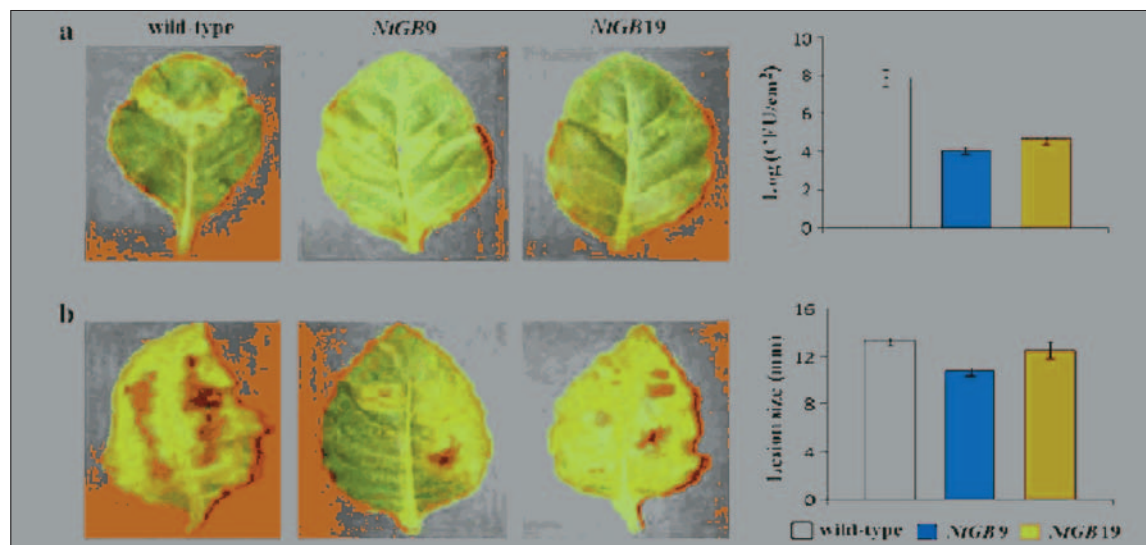 a wild-type NtGB9 NtGB19
Log (CFU/cm²)
10
8
6
4
2
0
b
Lesion size (mm)
16
12
8
4
0
wild-type NtGB9 NtGB19